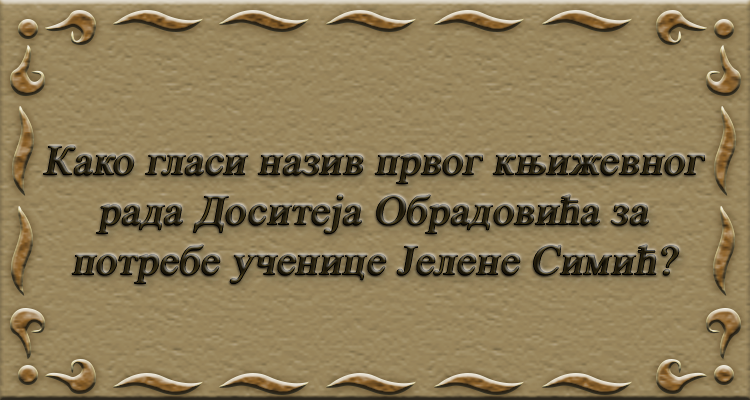 Како гласи назив првог књижевног
рада Доситеја Обрадовића за
потребе ученице Јелене Симић?